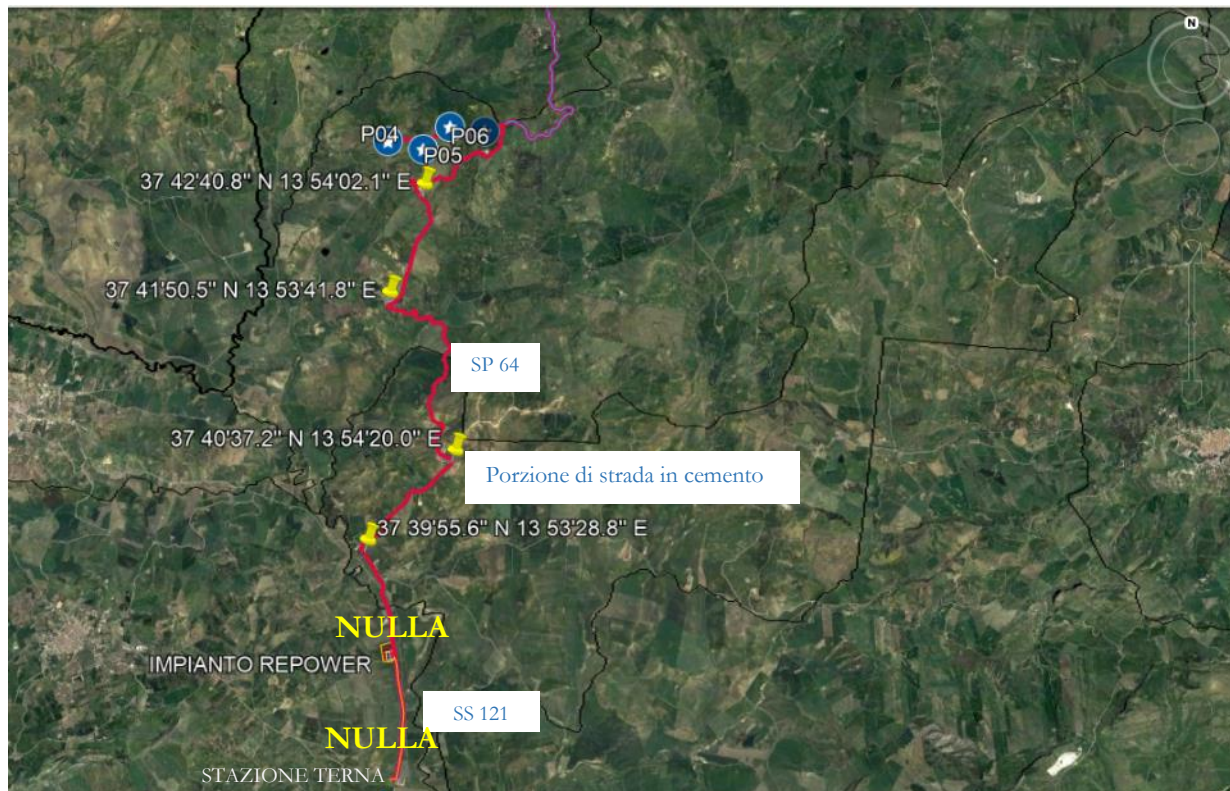 N
P04
P06
P05
37 42'40.8" N 13 54'02.1" E
37 41'50.5" N 13 53'41.8" E
SP 64
37 40'37.2" N 13 54'20.0" E
Porzione di strada in cemento
37 39'55.6" N 13 53'28.8" E
NULLA
IMPIANTO REPOWER
SS 121
NULLA
STAZIONE TERNA